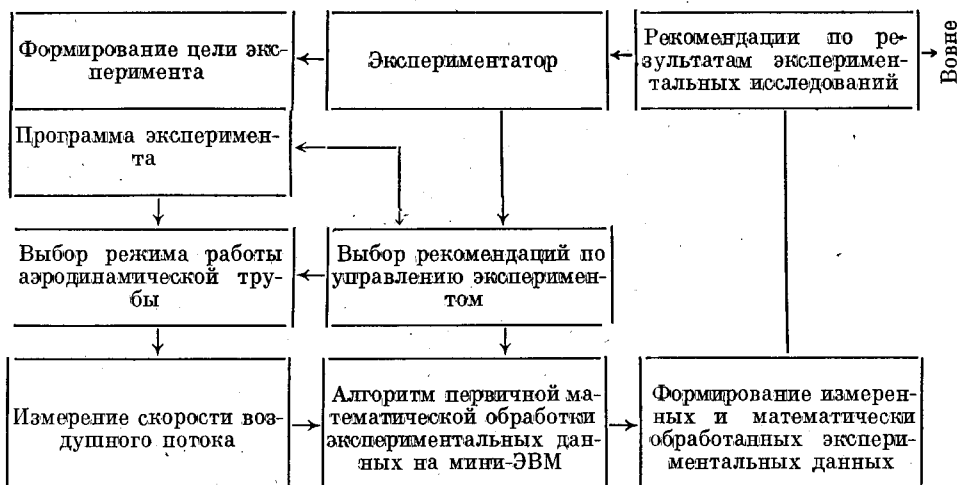 Формирование цели экс-
перимента
Экспериментатор
Рекомендации по ре-
зультатам эксперимен-
тальных исследований
Вовне
Программа эксперимен-
та
Выбор режима работы
аэродинамической тру-
бы
Выбор рекомендаций по
управлению эксперимен-
том
Измерение скорости воз-
душного потока
Алгоритм первичной ма-
тематической обработки
экспериментальных дан-
ных на мини-ЭВМ
Формирование измерен-
ных и математически
обработанных экспери-
ментальных данных